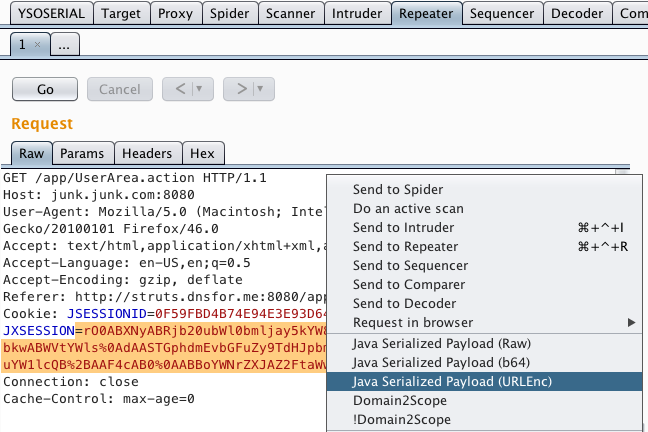 YSOSERIAL Target Proxy Spider Scanner Intruder Repeater Sequencer Decoder Com
1 × ...
Go Cancel < ▼ > ▼
Request
Raw Params Headers Hex
GET /app/UserArea.action HTTP/1.1
Host: junk.junk.com:8080
User-Agent: Mozilla/5.0 (Macintosh; Inte
Gecko/20100101 Firefox/46.0
Accept: text/html,application/xhtml+xml,a
Accept-Language: en-US,en;q=0.5
Accept-Encoding: gzip, deflate
Referer: http://struts.dnsfor.me:8080/app
Cookie: JSESSIONID=0F59FBD4B74E94E3E93D64
JXSESSION=rO0ABXNyABRjb20ubWl0bmljay5kYW8
bkwABWVtYWls%0AdAASTGphdmEvbGFuZy9TdHJpbm
uYW1lcQB%2BAAF4cAB0%0AABBoYWNrZXJAZ2FtaWw
Connection: close
Cache-Control: max-age=0
Send to Spider
Do an active scan
Send to Intruder ⌘+^+I
Send to Repeater ⌘+^+R
Send to Sequencer
Send to Comparer
Send to Decoder
Request in browser ▶
Java Serialized Payload (Raw)
Java Serialized Payload (b64)
Java Serialized Payload (URLEnc)
Domain2Scope
!Domain2Scope